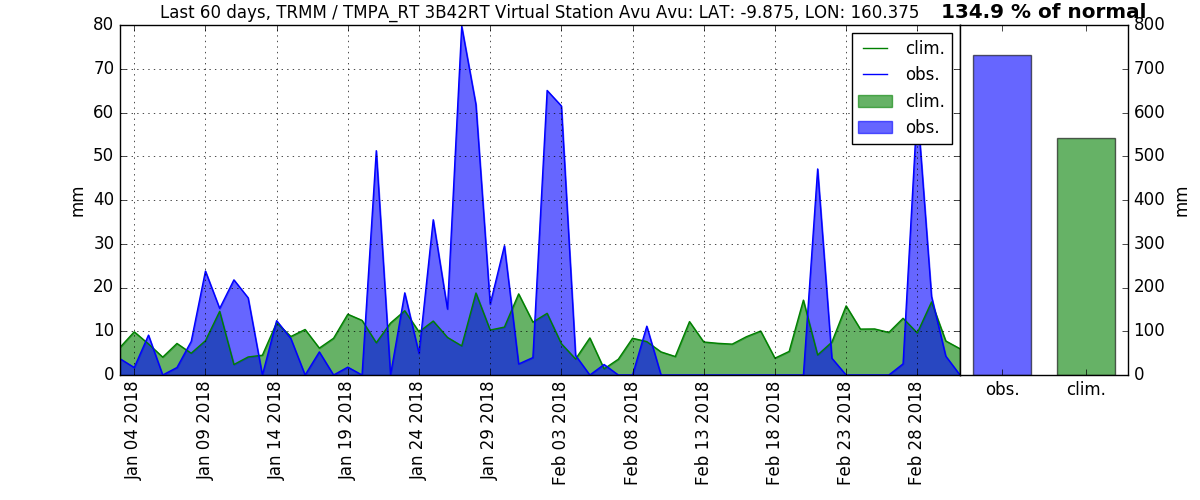 Last 60 days, TRMM / TMPA_RT 3B42RT Virtual Station Avu Avu: LAT: -9.875, LON: 160.375
134.9 % of normal
80
70
60
50
40
30
20
10
0
mm
clim.
obs.
clim.
obs.
Jan 04 2018
Jan 09 2018
Jan 14 2018
Jan 19 2018
Jan 24 2018
Jan 29 2018
Feb 03 2018
Feb 08 2018
Feb 13 2018
Feb 18 2018
Feb 23 2018
Feb 28 2018
800
700
600
500
400
300
200
100
0
mm
obs.
clim.